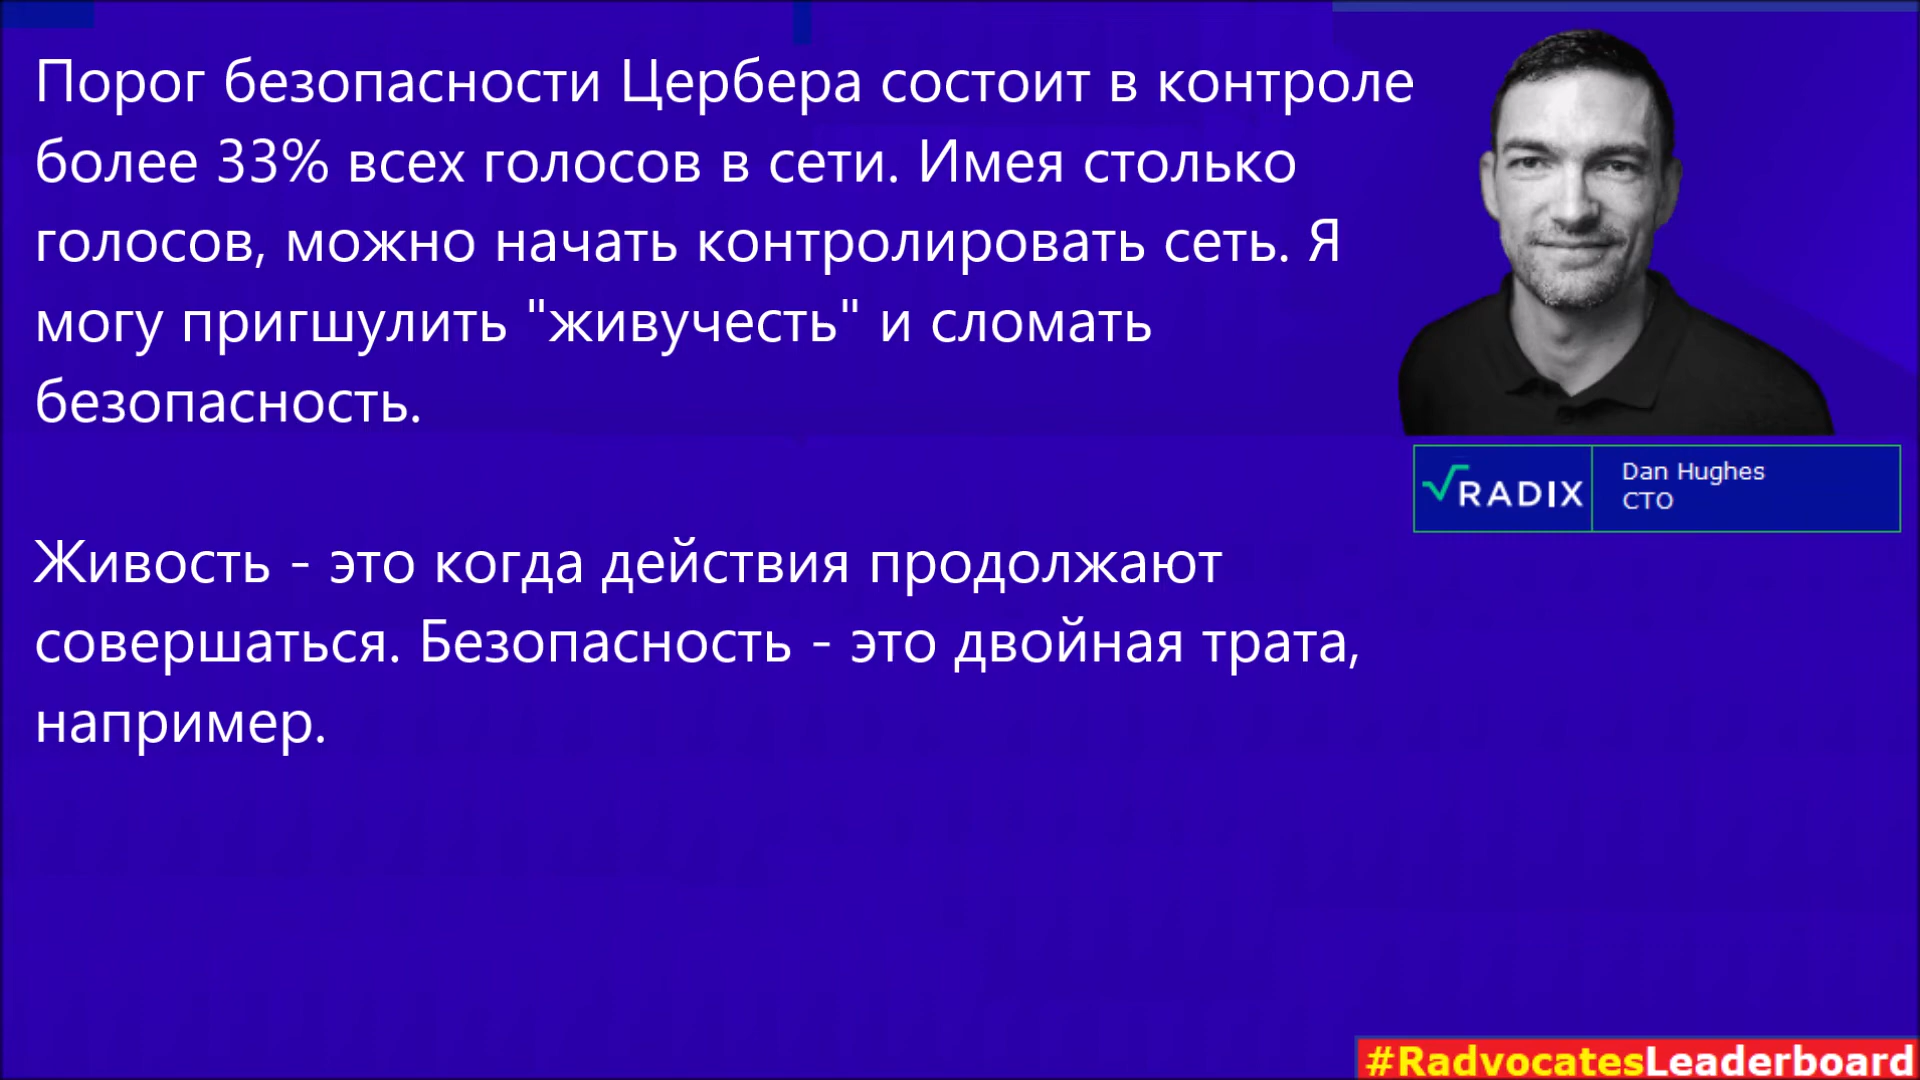 Порог безопасности Цербера состоит в контроле
более 33% всех голосов в сети. Имея столько
голосов, можно начать контролировать сеть. Я
могу пригшулить "живучесть" и сломать
безопасность.
Живость - это когда действия продолжают
совершаться. Безопасность - это двойная трата,
например.
RADIX
Dan Hughes
CTO
#RadvocatesLeaderboard